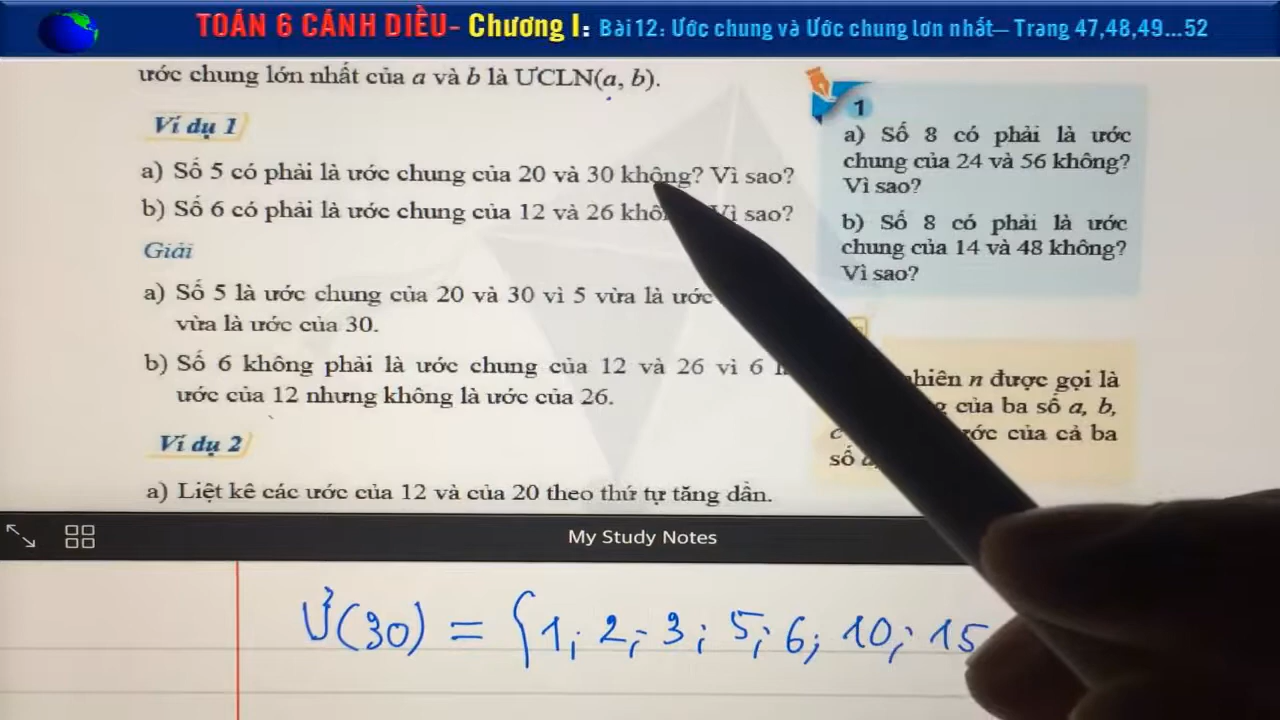 TOÁN 6 CÁNH DIỀU- Chương I: Bài 12: Ước chung và Ước chung lớn nhất– Trang 47,48,49...52
ước chung lớn nhất của a và b là ƯCLN(a, b).
Ví dụ 1
a) Số 5 có phải là ước chung của 20 và 30 không? Vì sao?
b) Số 6 có phải là ước chung của 12 và 26 Vì sao?
Giải
a) Số 5 là ước chung của 20 và 30 vì 5 vừa là ước
vừa là ước của 30.
b) Số 6 không phải là ước chung của 12 và 26 vì 6
ước của 12 nhưng không là ước của 26.
Ví dụ 2
a) Liệt kê các ước của 12 và của 20 theo thứ tự tăng dần.
1
a) Số 8 có phải là ước
chung của 24 và 56 không?
Vì sao?
b) Số 8 có phải là ước
chung của 14 và 48 không?
Vì sao?
n được gọi là
của ba số a, b,
c của cả ba
số
My Study Notes
Ư(30) = {1; 2; 3; 5; 6; 10; 15